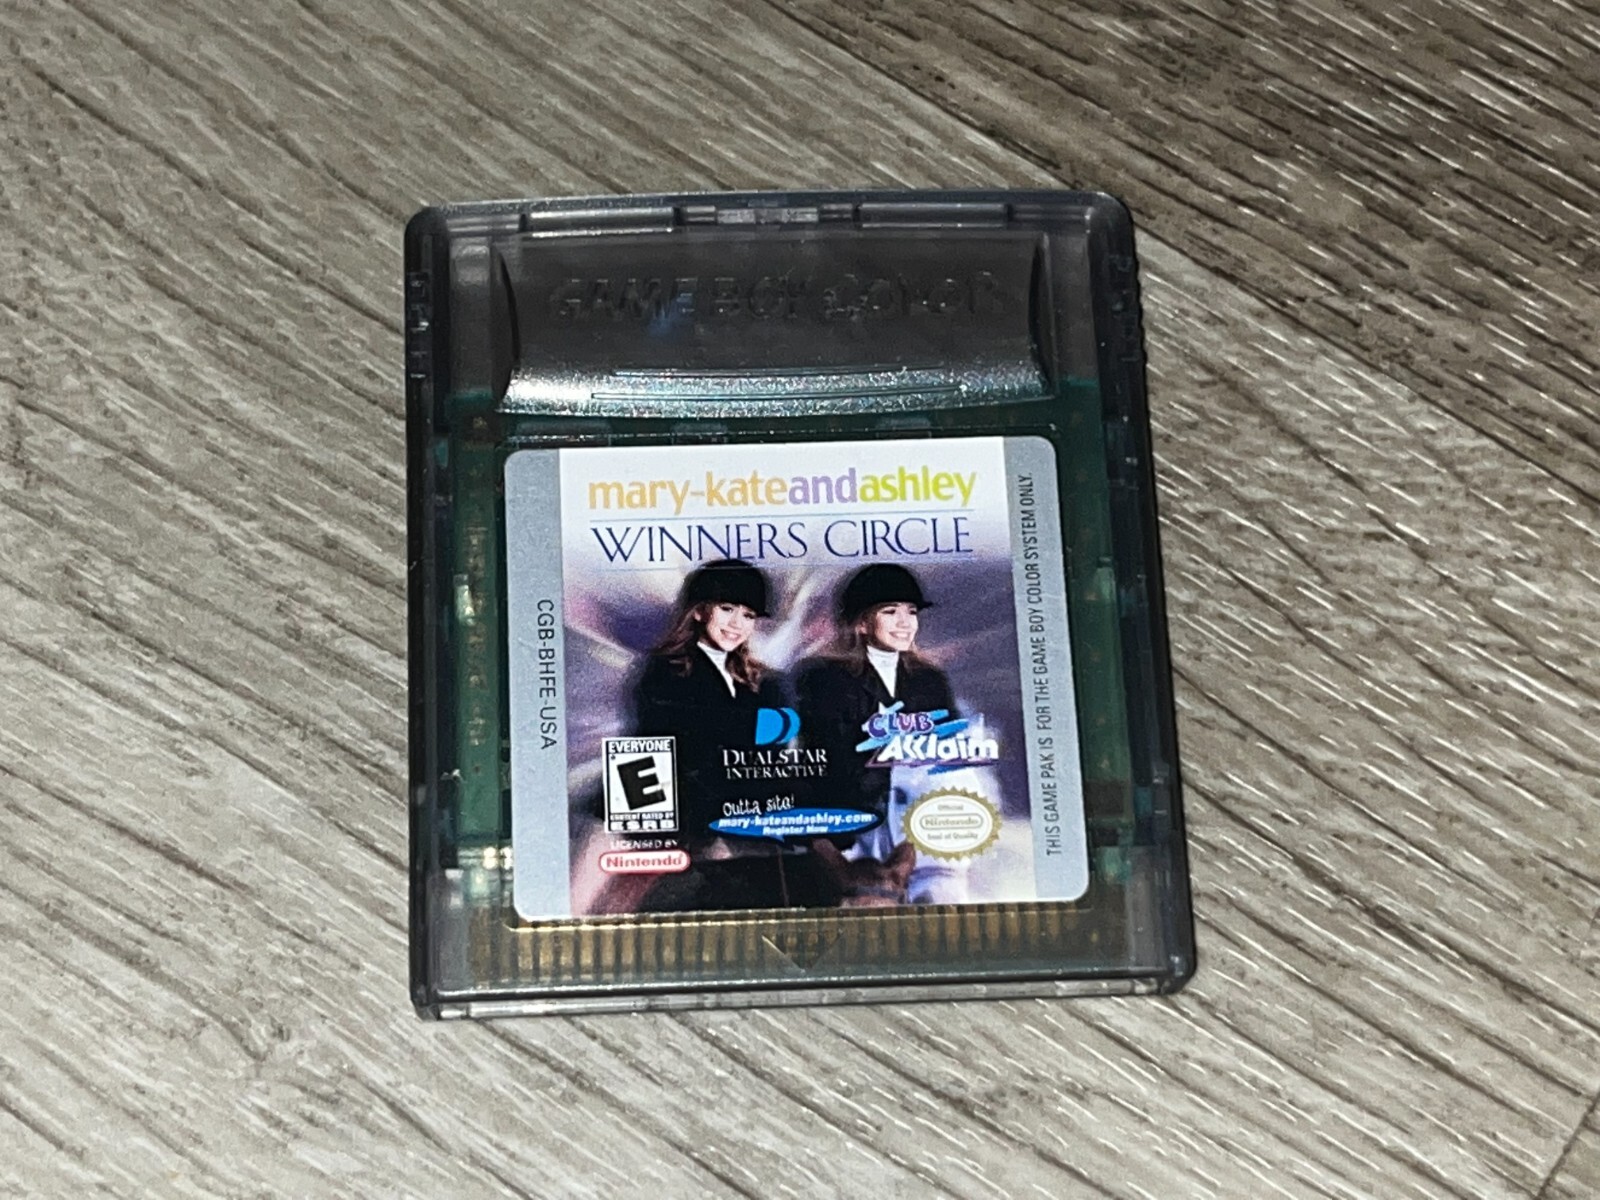 GAME BOY COLOR
mary-kateandashley
WINNERS CIRCLE
CGB-BHFE-USA
THIS GAME PAK IS FOR THE GAME BOY COLOR SYSTEM ONLY.
CLUB
Acclaim
DUALSTAR
INTERACTIVE
EVERYONE
E
CONTENT RATED BY
ESRB
outta site!
mary-kateandashley.com
Register Now
LICENSED BY
Nintendo
Official
Nintendo
Seal of Quality